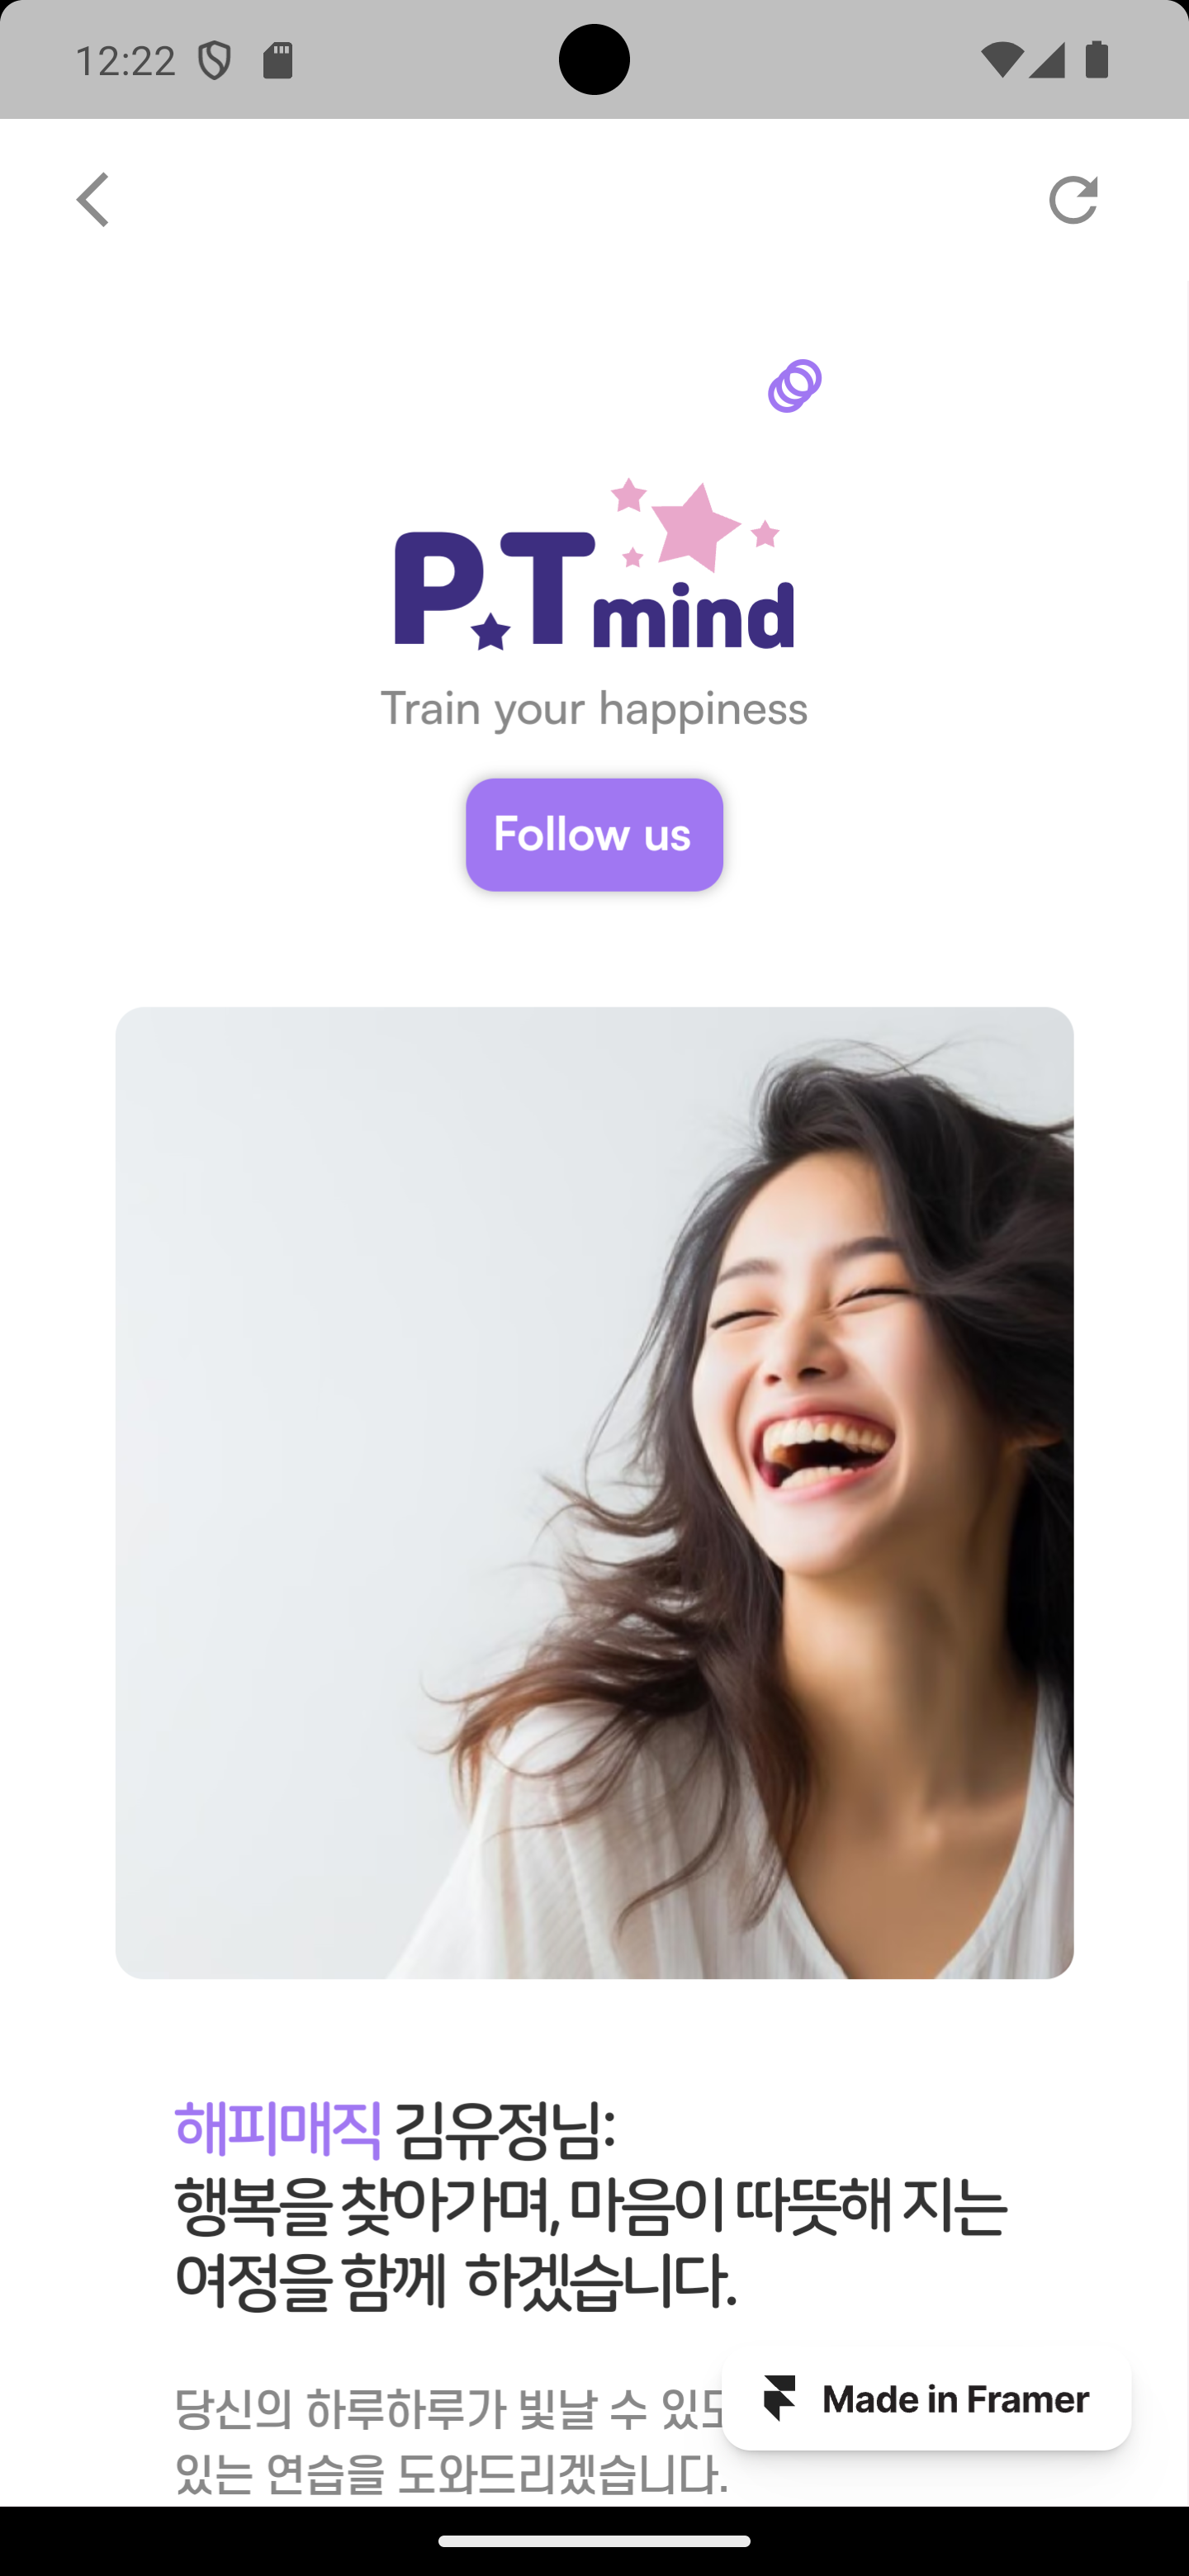 12:22
P.T mind
Train your happiness
Follow us
해피매직 김유정님:
행복을 찾아가며, 마음이 따뜻해 지는
여정을 함께 하겠습니다.
당신의 하루하루가 빛날 수
있는 연습을 도와드리겠습니다.
Made in Framer